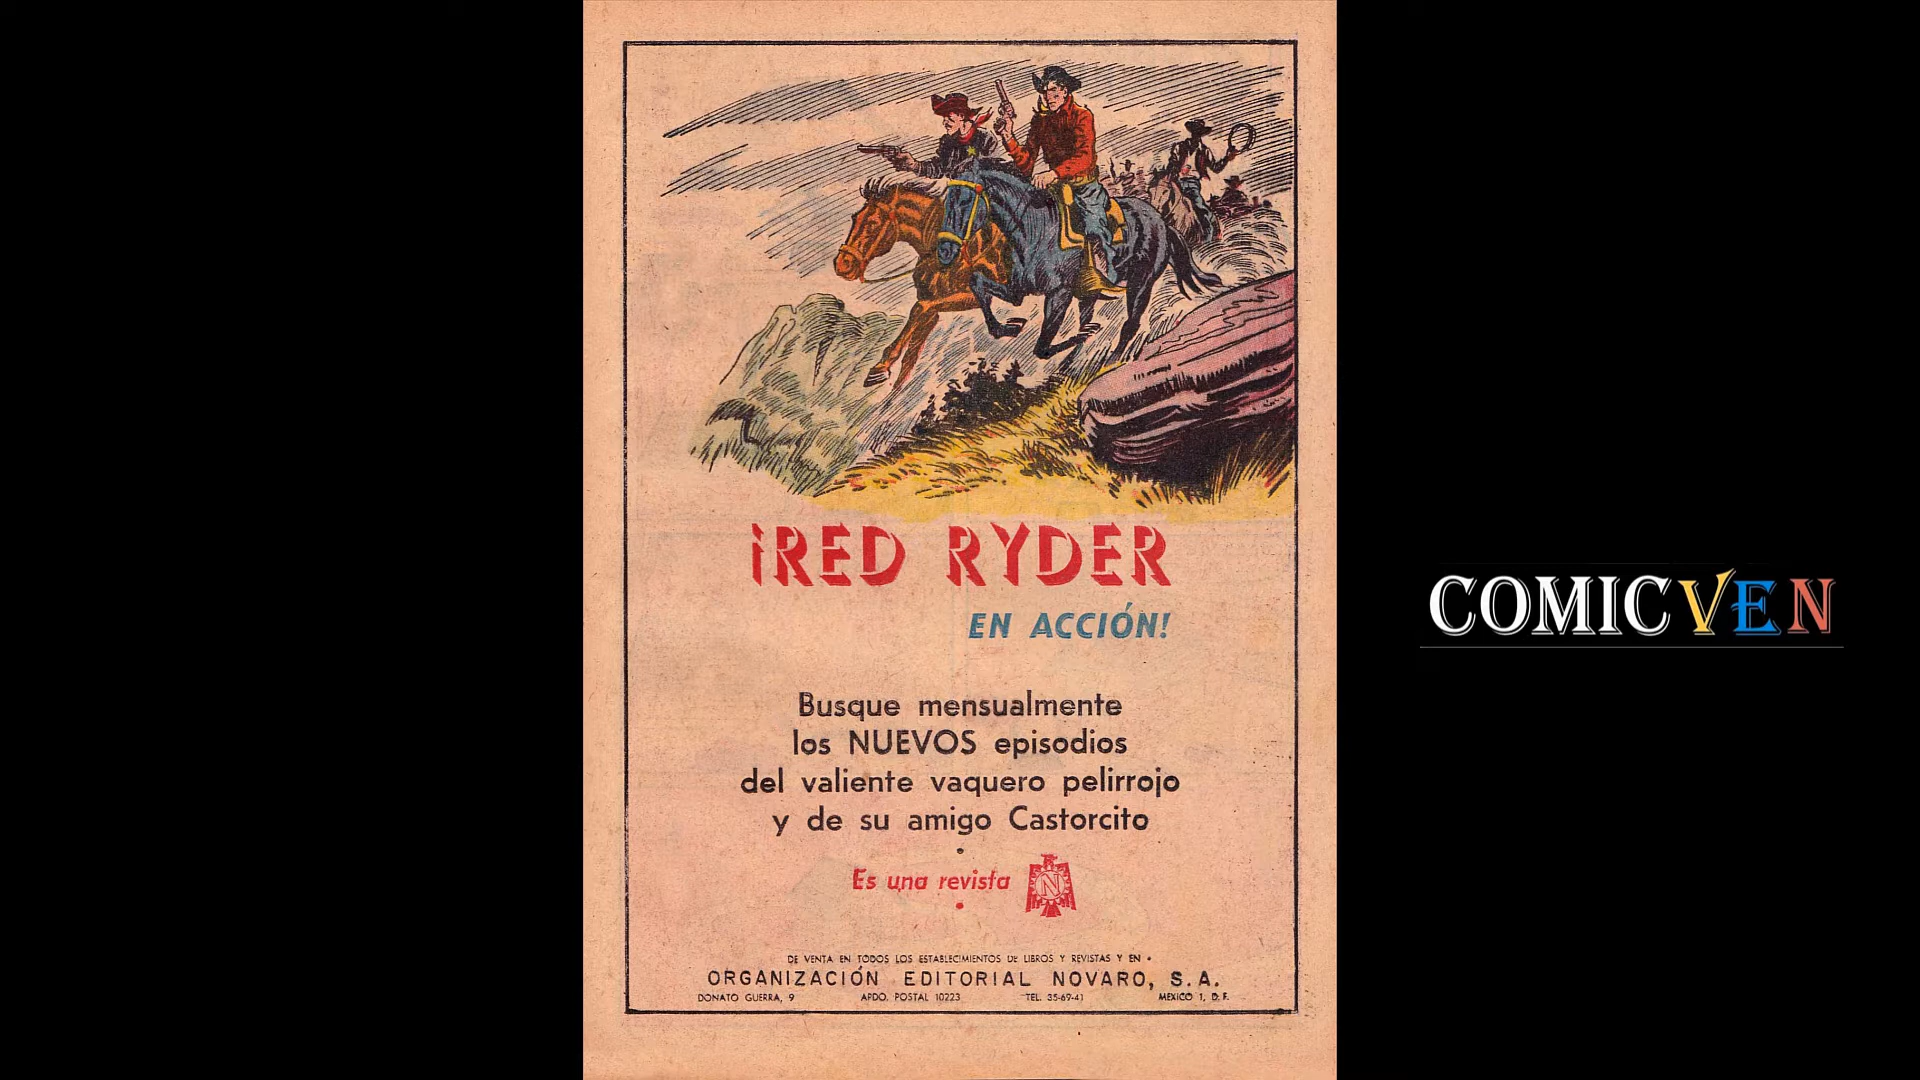 ¡RED RYDER
EN ACCIÓN!
Busque mensualmente
los NUEVOS episodios
del valiente vaquero pelirrojo
y de su amigo Castorcito
Es una revista N
DE VENTA EN TODOS LOS ESTABLECIMIENTOS DE LIBROS Y REVISTAS Y EN
ORGANIZACIÓN EDITORIAL NOVARO, S.A.
DONATO GUERRA, 9 APDO. POSTAL 10223 TEL. 35-69-41 MEXICO 1, D. F.
COMICVEN